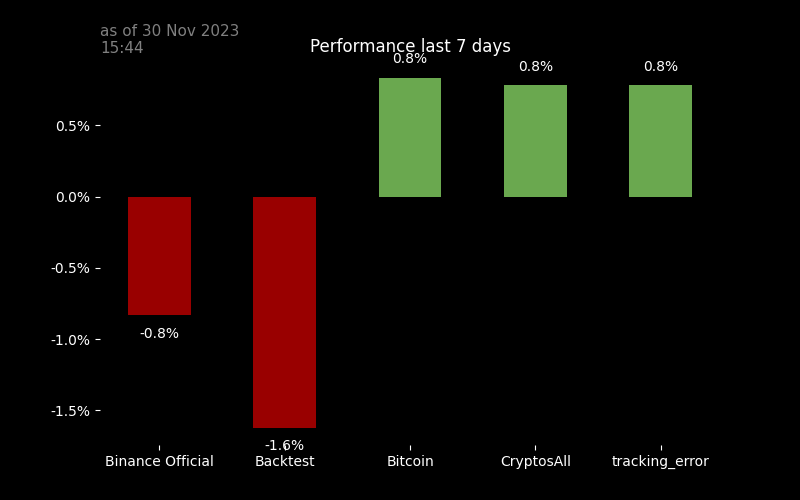 as of 30 Nov 2023
15:44
Performance last 7 days
0.8%
0.8%
0.8%
0.5%
0.0%
-0.5%
-1.0%
-1.5%
-0.8%
-1.6%
Binance Official
Backtest
Bitcoin
CryptosAll
tracking_error